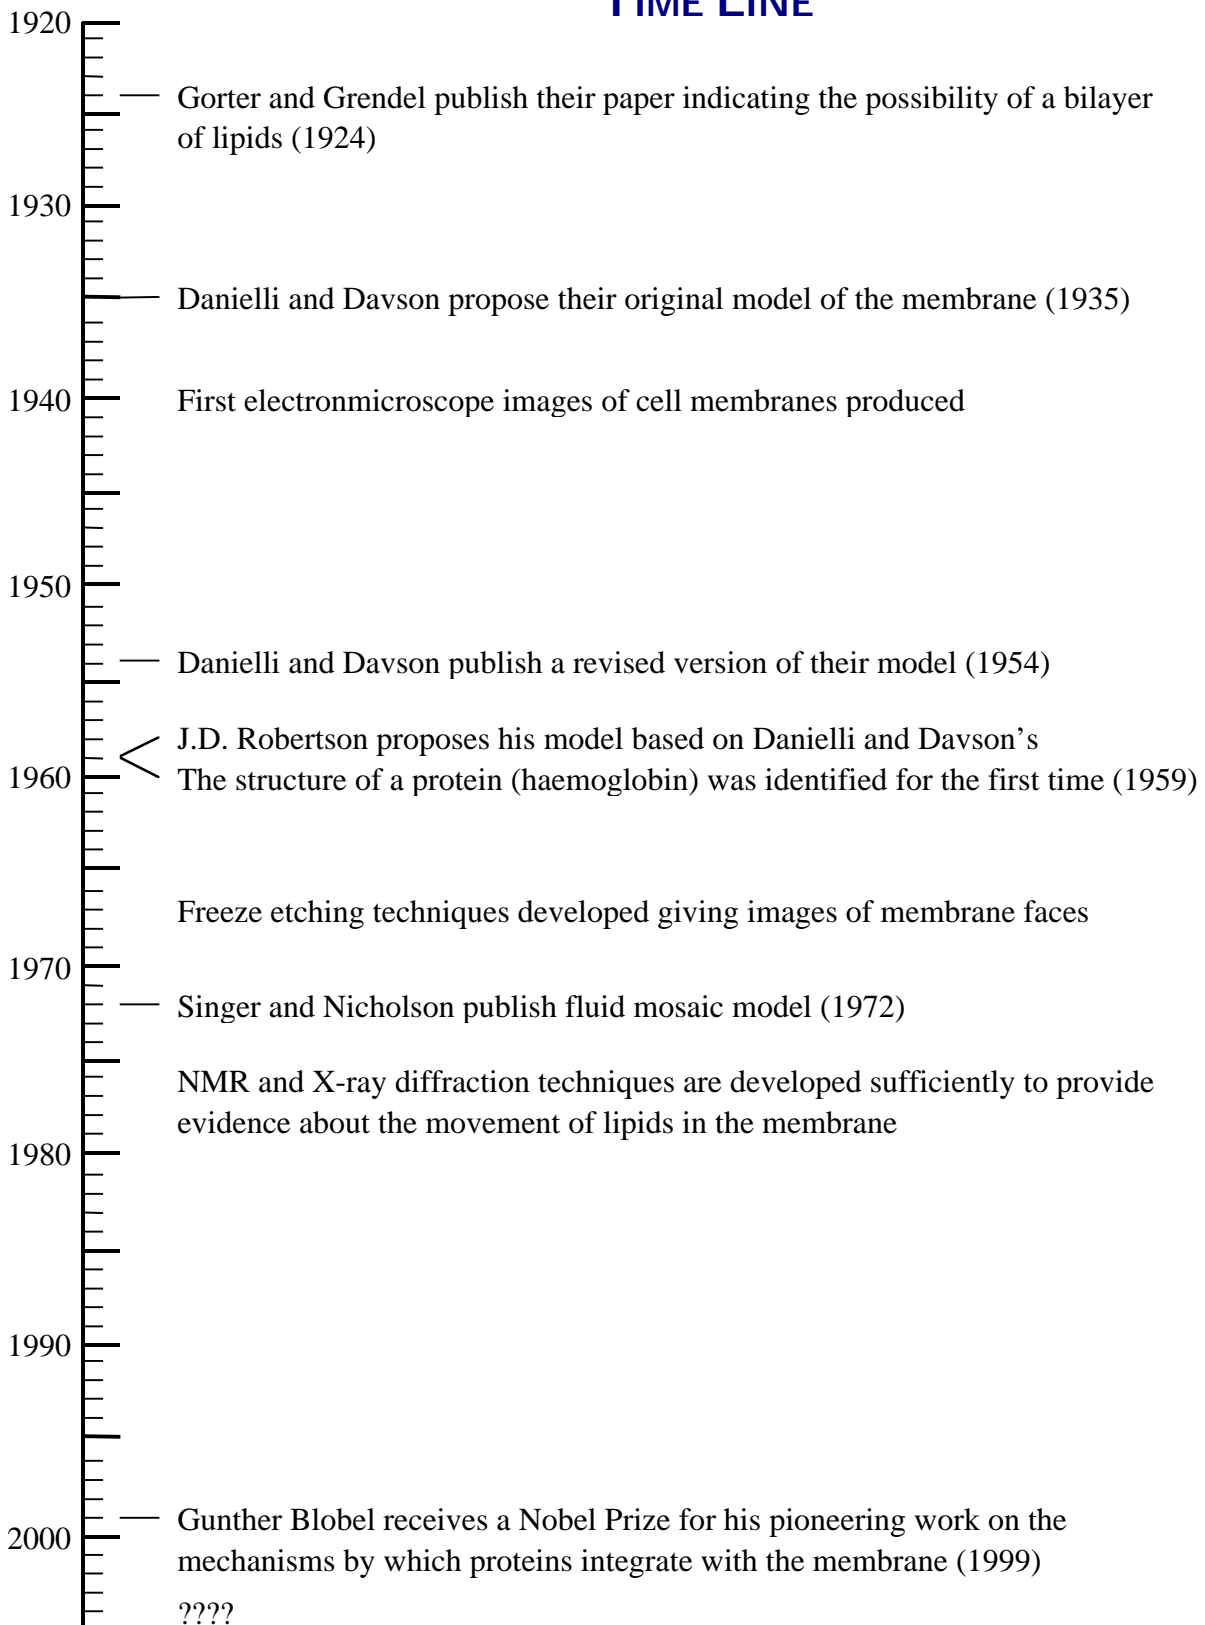 TIME LINE
1920
Gorter and Grendel publish their paper indicating the possibility of a bilayer
of lipids (1924)
1930
Danielli and Davson propose their original model of the membrane (1935)
1940
First electronmicroscope images of cell membranes produced
1950
Danielli and Davson publish a revised version of their model (1954)
J.D. Robertson proposes his model based on Danielli and Davson's
1960
The structure of a protein (haemoglobin) was identified for the first time (1959)
Freeze etching techniques developed giving images of membrane faces
1970
Singer and Nicholson publish fluid mosaic model (1972)
NMR and X-ray diffraction techniques are developed sufficiently to provide
evidence about the movement of lipids in the membrane
1980
1990
Gunther Blobel receives a Nobel Prize for his pioneering work on the
2000
mechanisms by which proteins integrate with the membrane (1999)
????